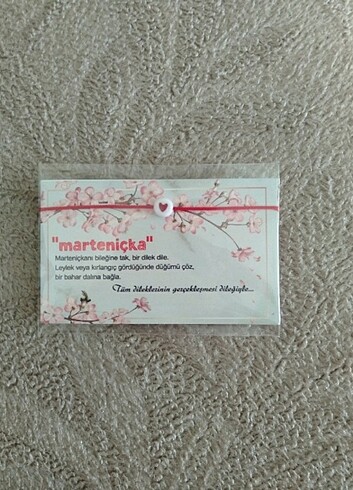 "marteniçka"
Marteniçkanı bileğine tak, bir dilek dile.
Leylek veya kırlangıç gördüğünde düğümü çöz,
bir bahar dalına bağla.
Tüm dileklerinin gerçekleşmesi dileğiyle...